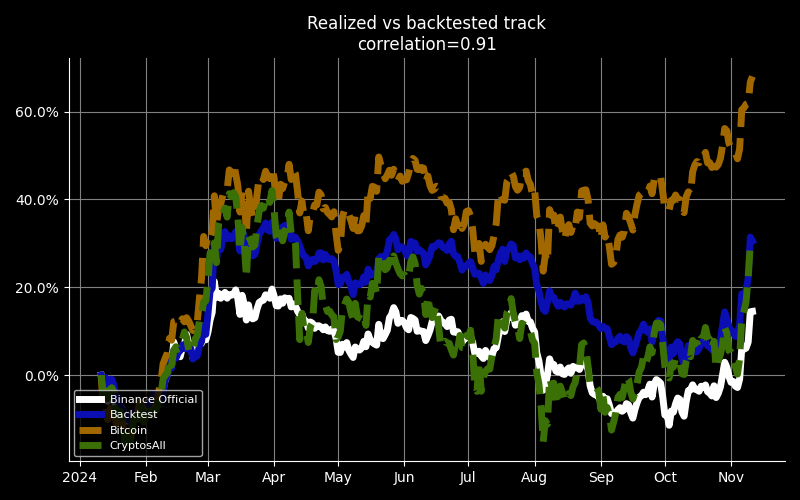 Realized vs backtested track
correlation=0.91
60.0%
40.0%
20.0%
0.0%
Binance Official
Backtest
Bitcoin
CryptosAll
2024 Feb Mar Apr May Jun Jul Aug Sep Oct Nov